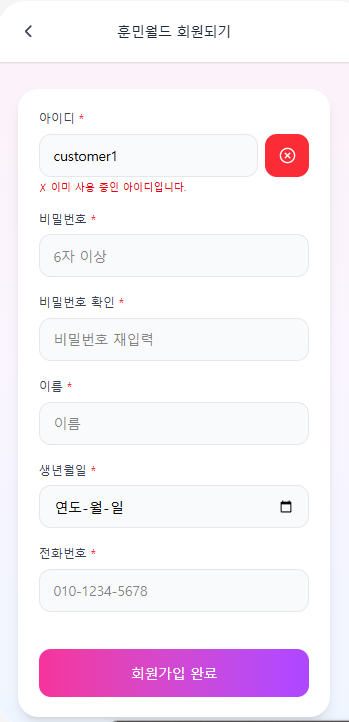 훈민월드 회원되기
아이디 *
customer1
✗ 이미 사용 중인 아이디입니다.
비밀번호 *
6자 이상
비밀번호 확인 *
비밀번호 재입력
이름 *
이름
생년월일 *
연도-월-일
전화번호 *
010-1234-5678
회원가입 완료